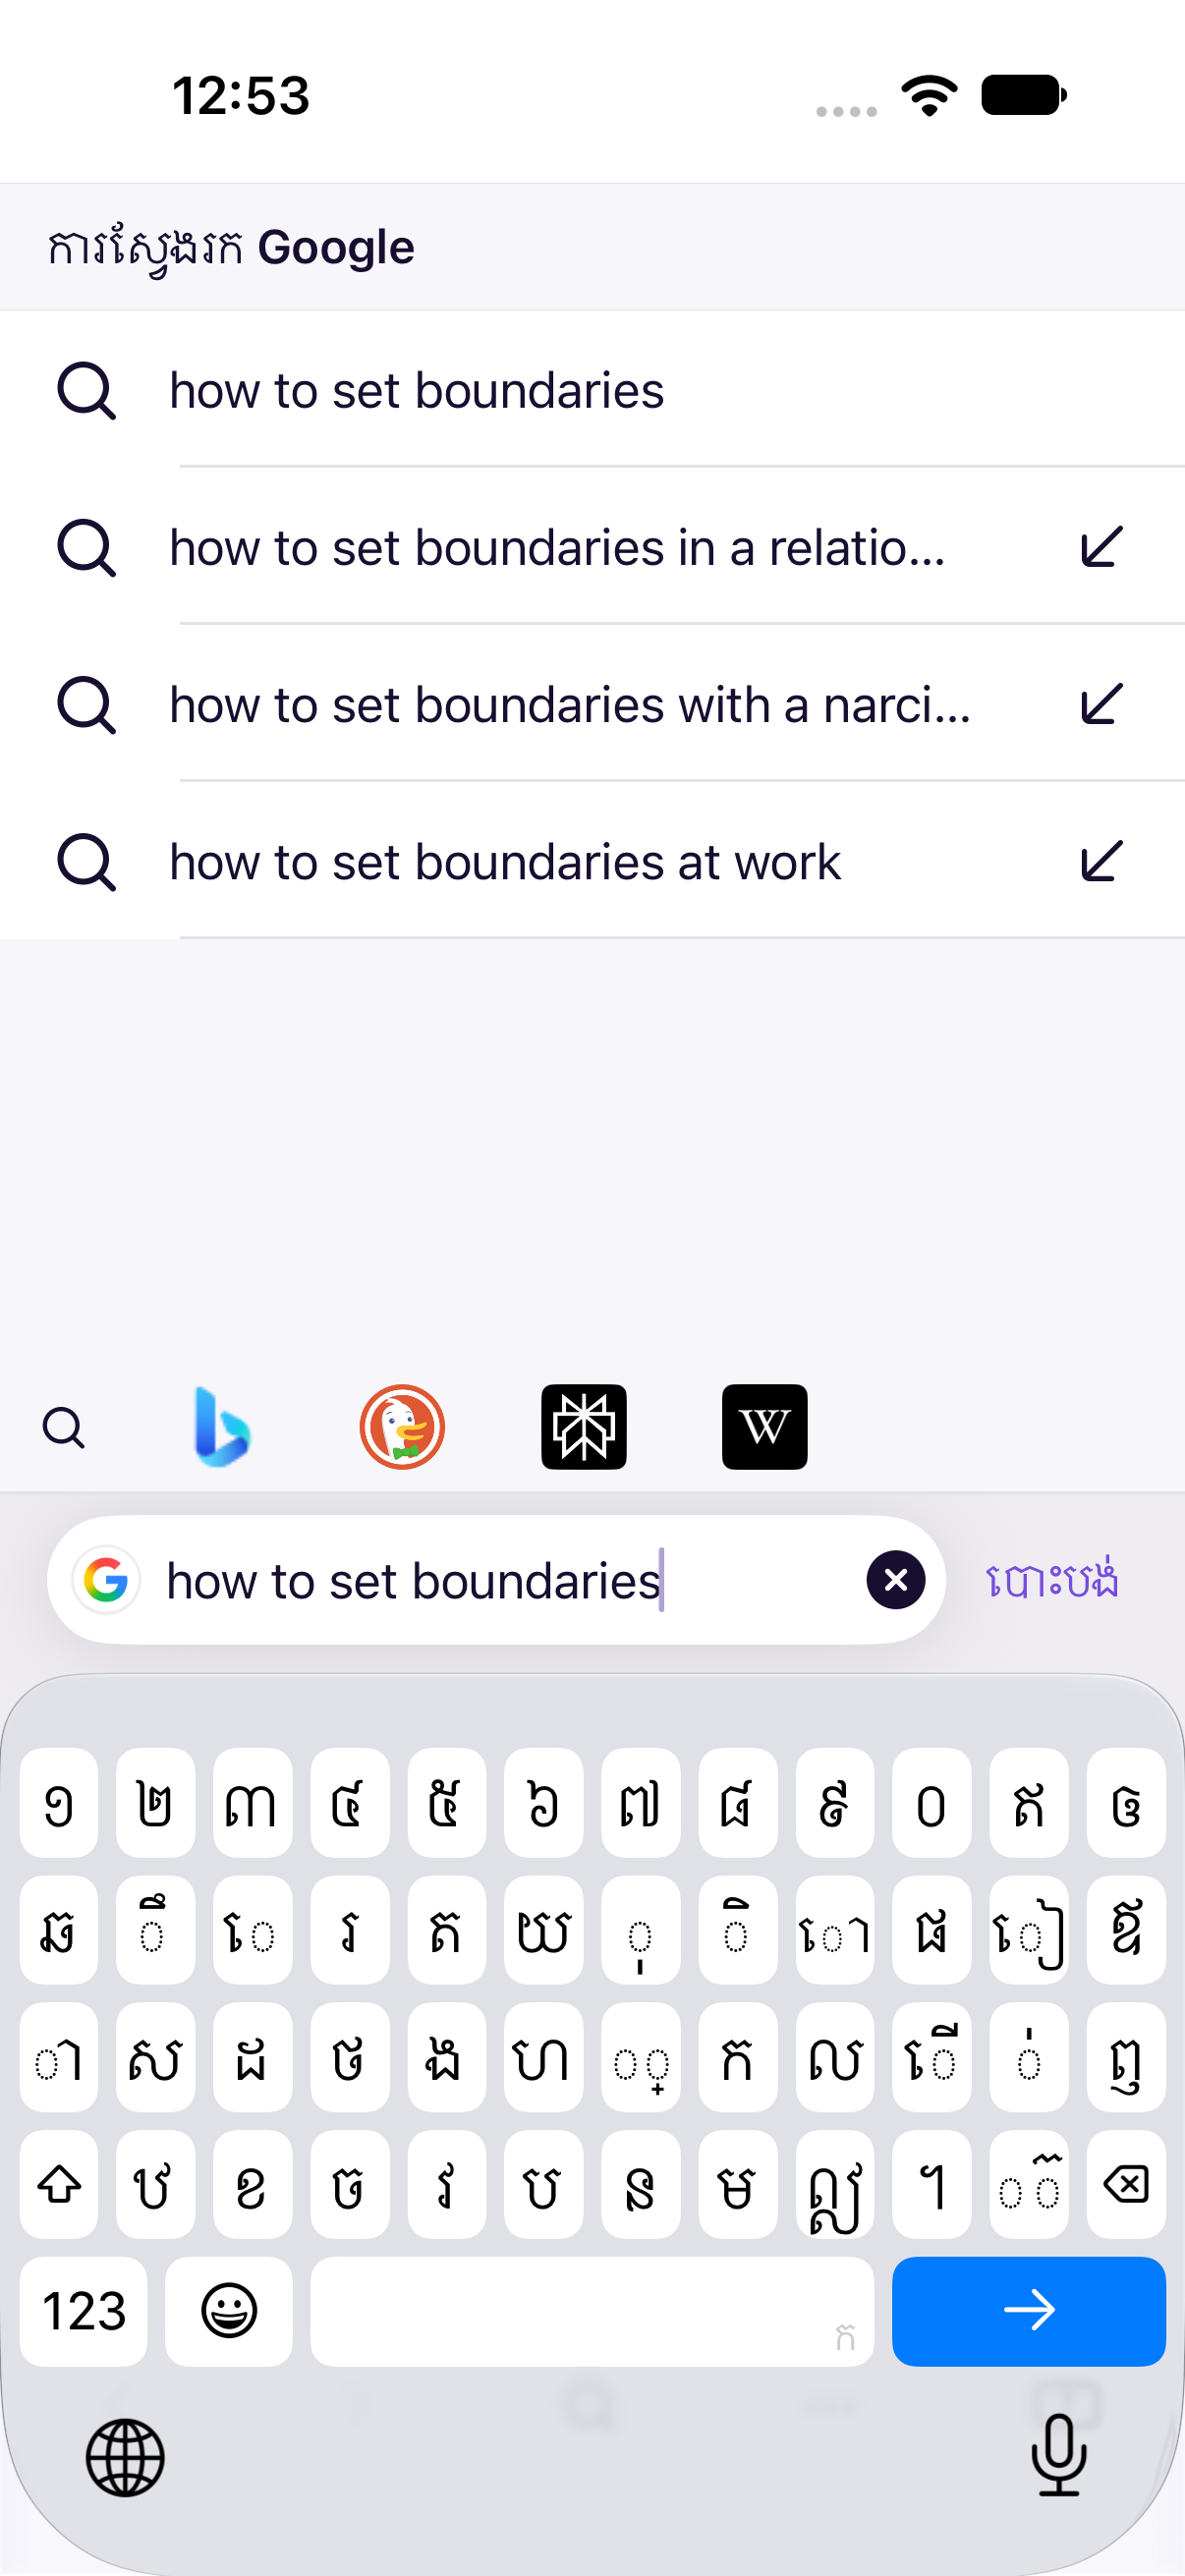 12:53
ការស្វែងរក Google
how to set boundaries
how to set boundaries in a relatio...
how to set boundaries with a narci...
how to set boundaries at work
W
how to set boundaries
បោះបង់
១ ២ ៣ ៤ ៥ ៦ ៧ ៨ ៩ ០ ឥ ឲ
ឆ ឹ េ រ ត យ ុ ិ ោ ផ ៀ ឪ
ា ស ដ ថ ង ហ ្ ក ល ើ ់ ឮ
ឋ ខ ច វ ប ន ម ឦ ។ ៊
123
ក